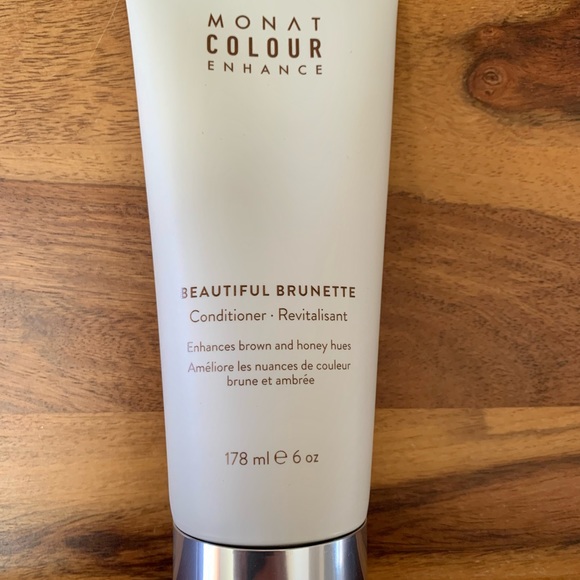 MONAT
COLOUR
ENHANCE
BEAUTIFUL BRUNETTE
Conditioner · Revitalisant
Enhances brown and honey hues
Améliore les nuances de couleur
brune et ambrée
178 ml ℮ 6 oz